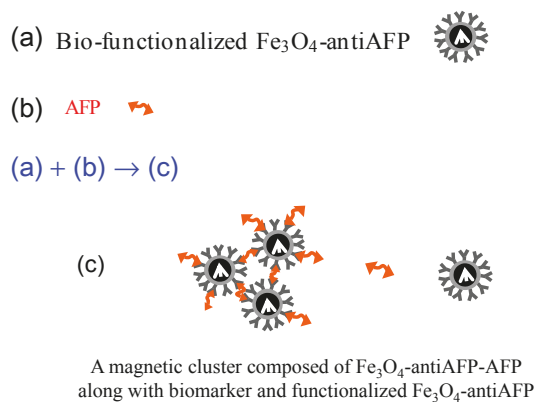 (a) Bio-functionalized Fe₃O₄-antiAFP
(b) AFP
(a) + (b) → (c)
(c)
A magnetic cluster composed of Fe₃O₄-antiAFP-AFP
along with biomarker and functionalized Fe₃O₄-antiAFP